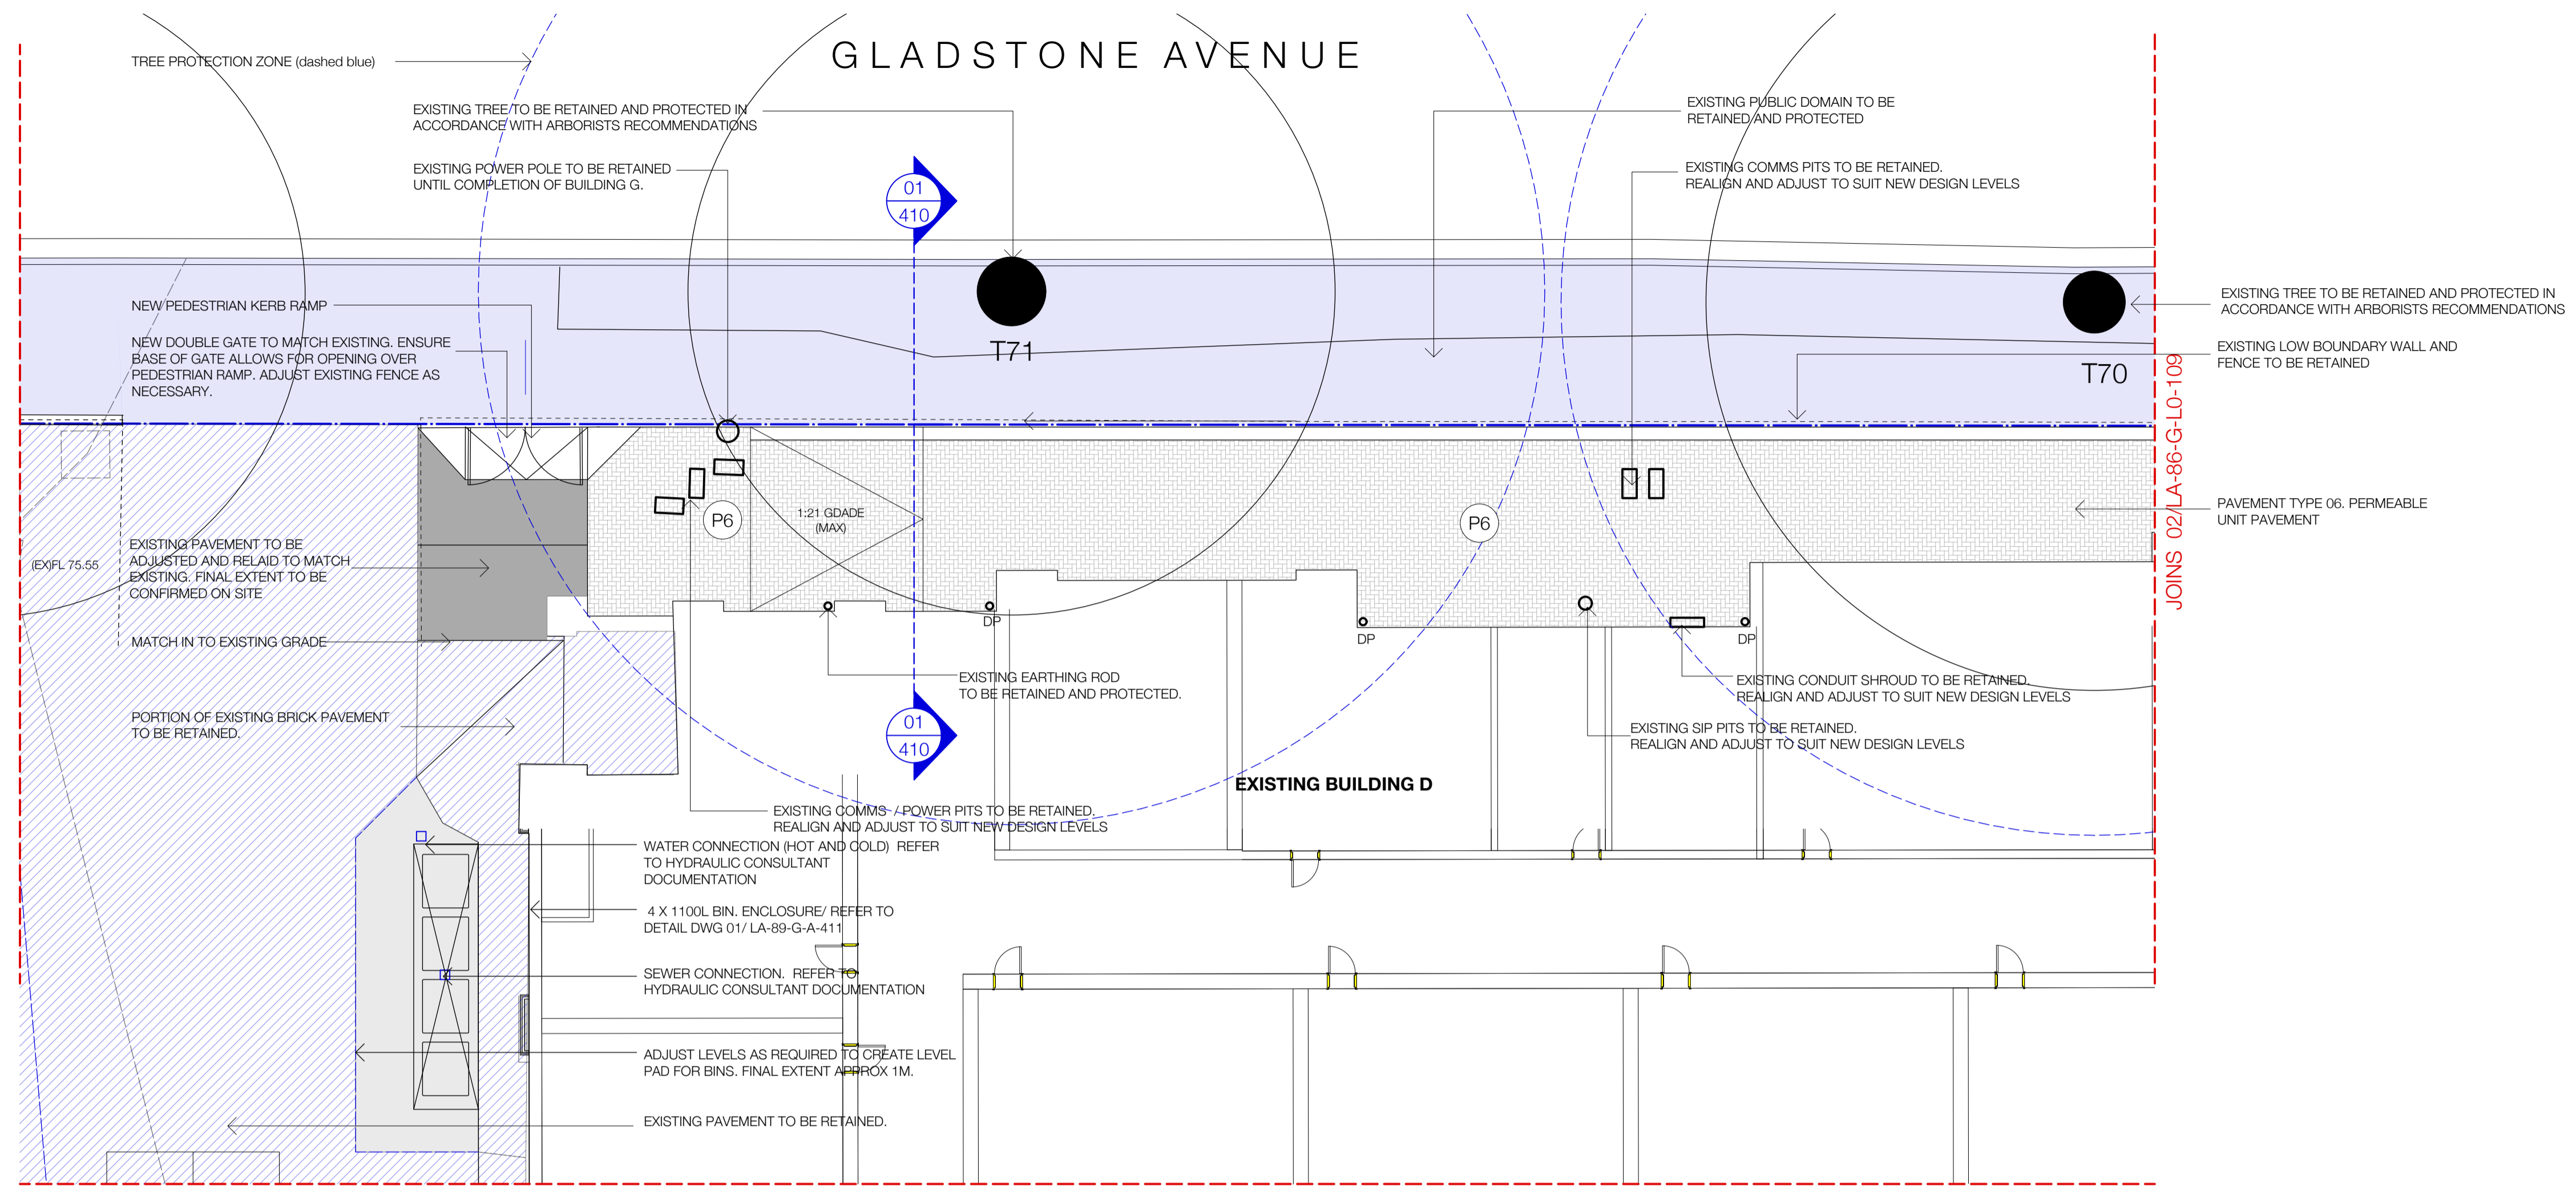 GLADSTONE AVENUE
TREE PROTECTION ZONE (dashed blue)
EXISTING TREE TO BE RETAINED AND PROTECTED IN
ACCORDANCE WITH ARBORISTS RECOMMENDATIONS
EXISTING POWER POLE TO BE RETAINED
UNTIL COMPLETION OF BUILDING G.
01
410
EXISTING PUBLIC DOMAIN TO BE
RETAINED AND PROTECTED
EXISTING COMMS PITS TO BE RETAINED.
REALIGN AND ADJUST TO SUIT NEW DESIGN LEVELS
NEW PEDESTRIAN KERB RAMP
NEW DOUBLE GATE TO MATCH EXISTING. ENSURE
BASE OF GATE ALLOWS FOR OPENING OVER
PEDESTRIAN RAMP. ADJUST EXISTING FENCE AS
NECESSARY.
T71
T70
EXISTING TREE TO BE RETAINED AND PROTECTED IN
ACCORDANCE WITH ARBORISTS RECOMMENDATIONS
EXISTING LOW BOUNDARY WALL AND
FENCE TO BE RETAINED
JOINS 02/LA-86-G-L0-109
PAVEMENT TYPE 06. PERMEABLE
UNIT PAVEMENT
P6
1:21 GDADE
(MAX)
P6
(EX)FL 75.55
EXISTING PAVEMENT TO BE
ADJUSTED AND RELAID TO MATCH
EXISTING. FINAL EXTENT TO BE
CONFIRMED ON SITE
MATCH IN TO EXISTING GRADE
DP
DP
DP
EXISTING EARTHING ROD
TO BE RETAINED AND PROTECTED.
EXISTING CONDUIT SHROUD TO BE RETAINED.
REALIGN AND ADJUST TO SUIT NEW DESIGN LEVELS
PORTION OF EXISTING BRICK PAVEMENT
TO BE RETAINED.
01
410
EXISTING SIP PITS TO BE RETAINED.
REALIGN AND ADJUST TO SUIT NEW DESIGN LEVELS
EXISTING BUILDING D
EXISTING COMMS / POWER PITS TO BE RETAINED.
REALIGN AND ADJUST TO SUIT NEW DESIGN LEVELS
WATER CONNECTION (HOT AND COLD) REFER
TO HYDRAULIC CONSULTANT
DOCUMENTATION
4 X 1100L BIN. ENCLOSURE/ REFER TO
DETAIL DWG 01/ LA-89-G-A-411
SEWER CONNECTION. REFER TO
HYDRAULIC CONSULTANT DOCUMENTATION
ADJUST LEVELS AS REQUIRED TO CREATE LEVEL
PAD FOR BINS. FINAL EXTENT APPROX 1M.
EXISTING PAVEMENT TO BE RETAINED.